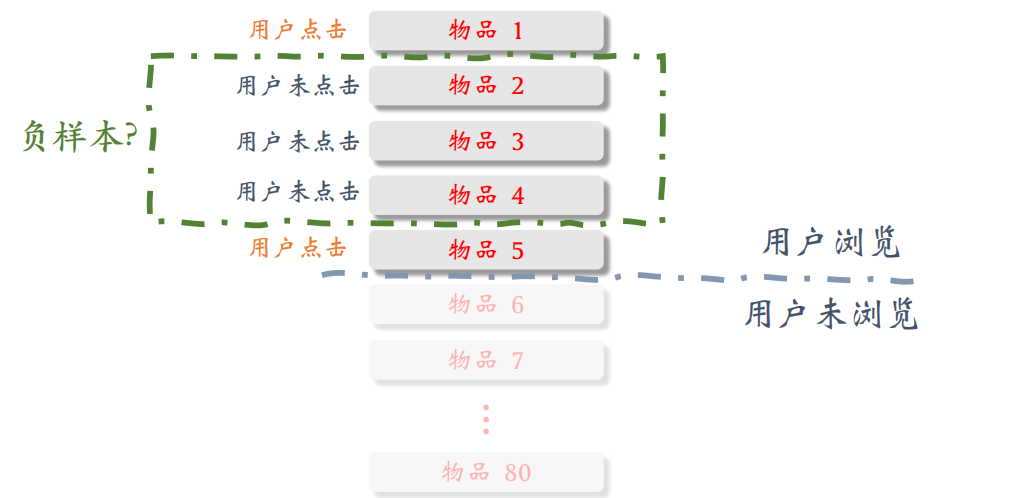 用户点击 物品 1
用户未点击 物品 2
负样本?
用户未点击 物品 3
用户未点击 物品 4
用户点击 物品 5
用户浏览
用户未浏览
物品 6
物品 7
物品 80